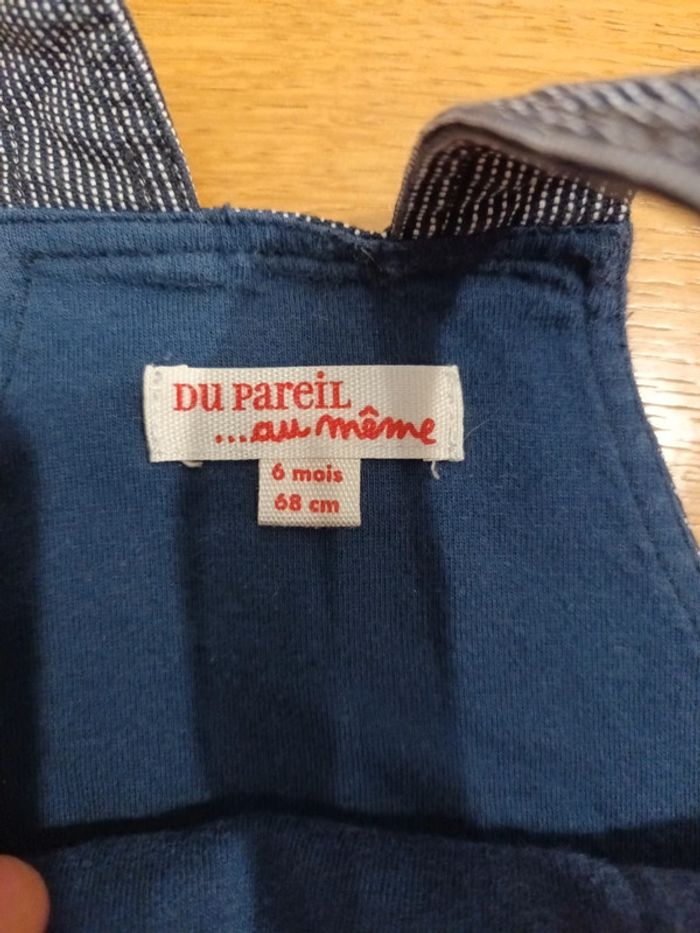 DU PAREIL
...au même
6 mois
68 cm